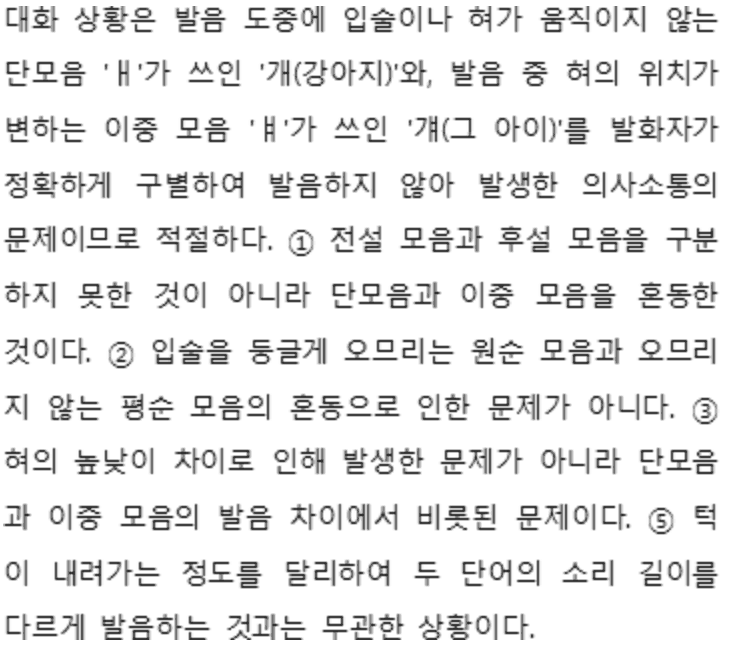 대화 상황은 발음 도중에 입술이나 혀가 움직이지 않는
단모음 'ㅐ'가 쓰인 '개(강아지)'와, 발음 중 혀의 위치가
변하는 이중 모음 'ㅒ'가 쓰인 '걔(그 아이)'를 발화자가
정확하게 구별하여 발음하지 않아 발생한 의사소통의
문제이므로 적절하다. ① 전설 모음과 후설 모음을 구분
하지 못한 것이 아니라 단모음과 이중 모음을 혼동한
것이다. ② 입술을 둥글게 오므리는 원순 모음과 오므리
지 않는 평순 모음의 혼동으로 인한 문제가 아니다. ③
혀의 높낮이 차이로 인해 발생한 문제가 아니라 단모음
과 이중 모음의 발음 차이에서 비롯된 문제이다. ⑤ 턱
이 내려가는 정도를 달리하여 두 단어의 소리 길이를
다르게 발음하는 것과는 무관한 상황이다.